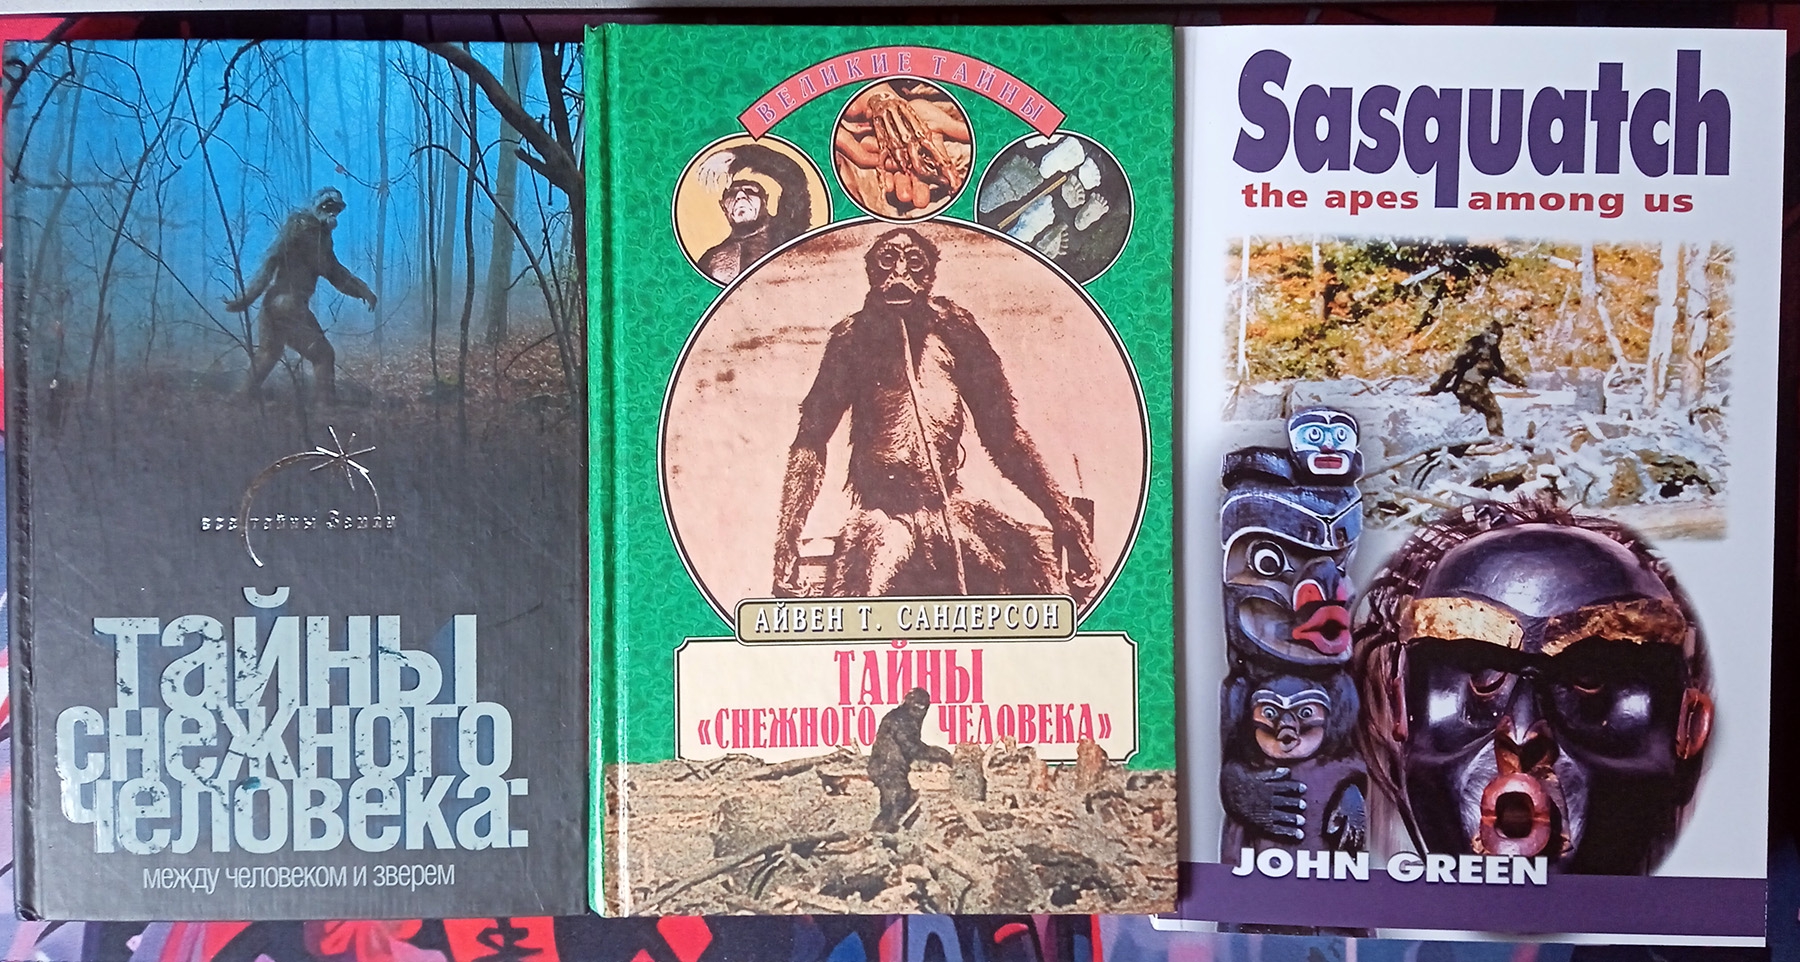 все тайны Земли
тайны
снежного
человека:
между человеком и зверем
ВЕЛИКИЕ ТАЙНЫ
АЙВЕН Т. САНДЕРСОН
ТАЙНЫ
«СНЕЖНОГО ЧЕЛОВЕКА»
Sasquatch
the apes among us
JOHN GREEN